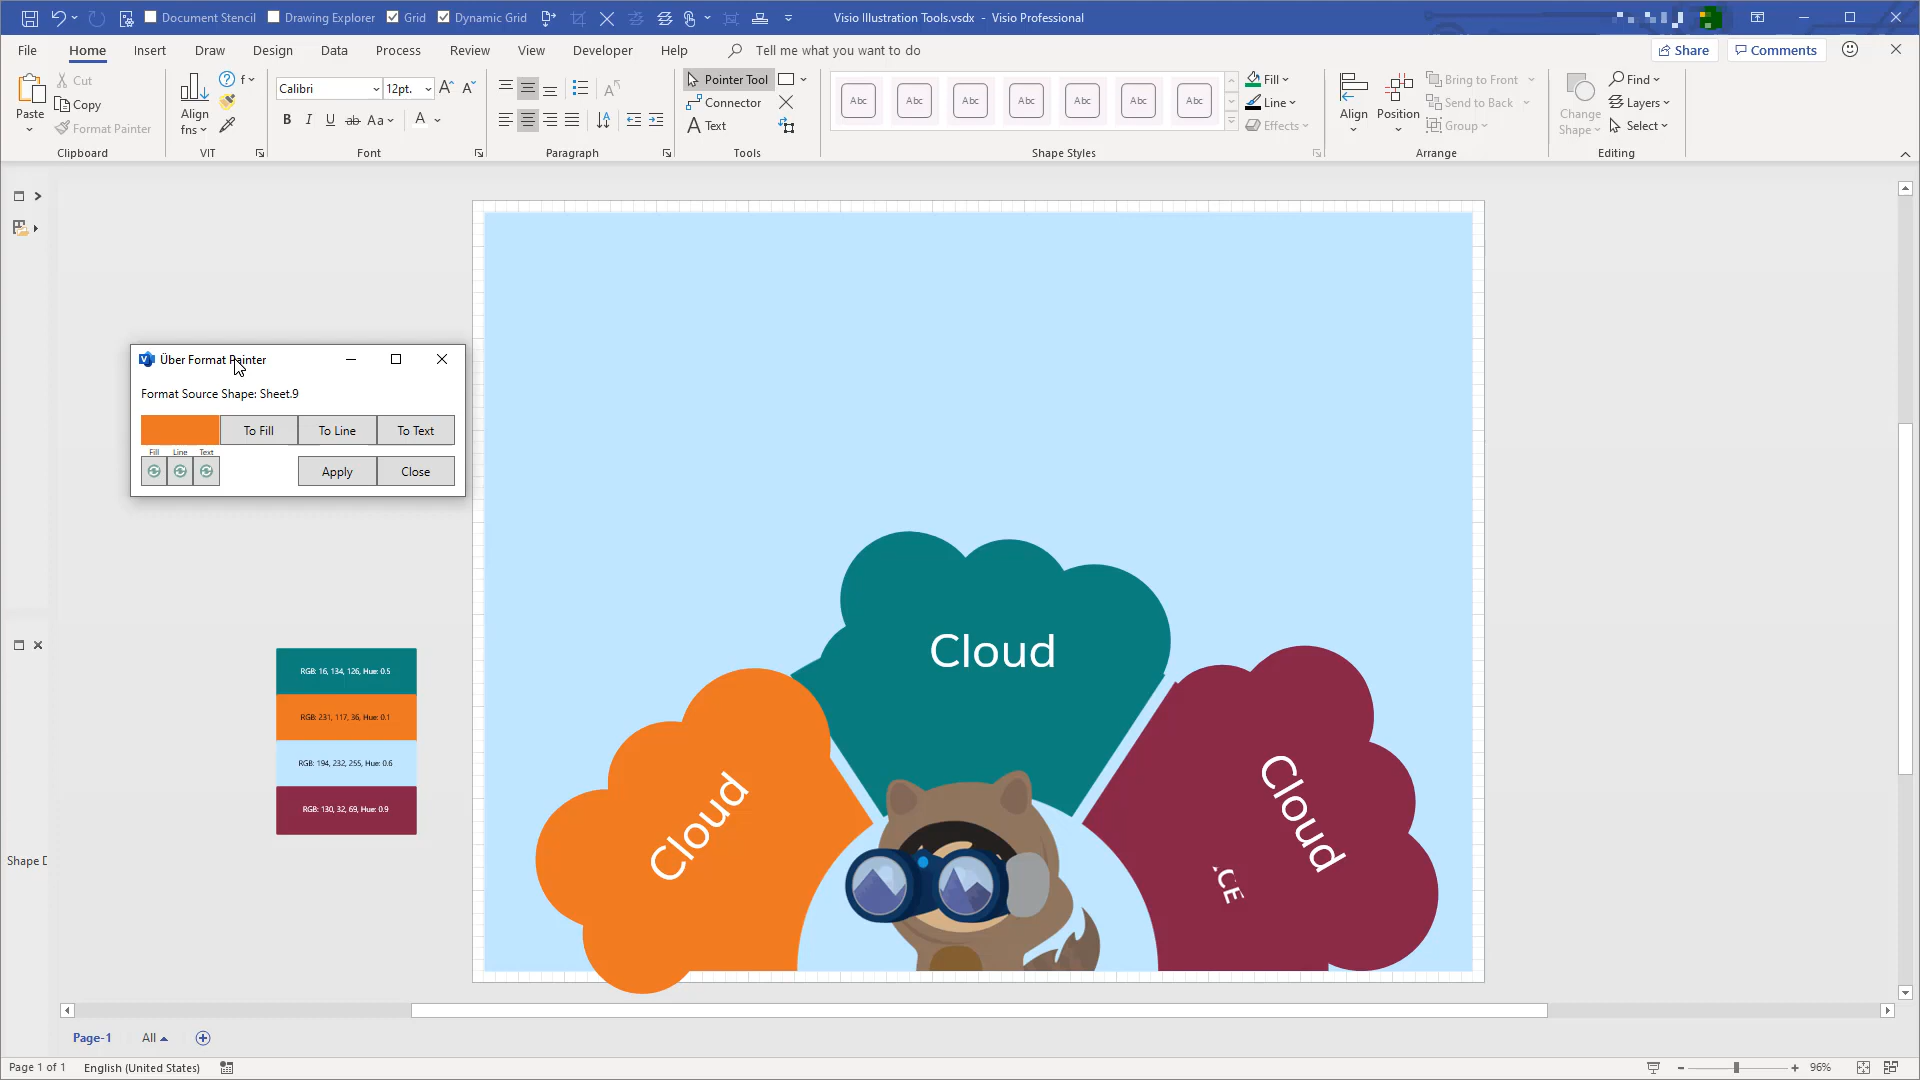 Document Stencil Drawing Explorer Grid Dynamic Grid Visio Illustration Tools.vsdx - Visio Professional
File Home Insert Draw Design Data Process Review View Developer Help Tell me what you want to do Share Comments
Paste
Cut
Copy
Format Painter
Clipboard
Align
fns
f
VIT
Calibri 12pt.
B I U ab Aa A
Font
Paragraph
Pointer Tool
Connector
Text
Tools
Abc Abc Abc Abc Abc Abc Abc
Shape Styles
Fill
Line
Effects
Align
Position
Bring to Front
Send to Back
Group
Arrange
Change
Shape
Find
Layers
Select
Editing
Über Format Painter
Format Source Shape: Sheet.9
To Fill To Line To Text
Fill Line Text
Apply Close
RGB: 16, 134, 126, Hue: 0.5
RGB: 231, 117, 36, Hue: 0.1
RGB: 194, 232, 255, Hue: 0.6
RGB: 130, 32, 69, Hue: 0.9
Cloud
Cloud
Cloud
CE
Shape D
Page-1 All
Page 1 of 1 English (United States) 96%